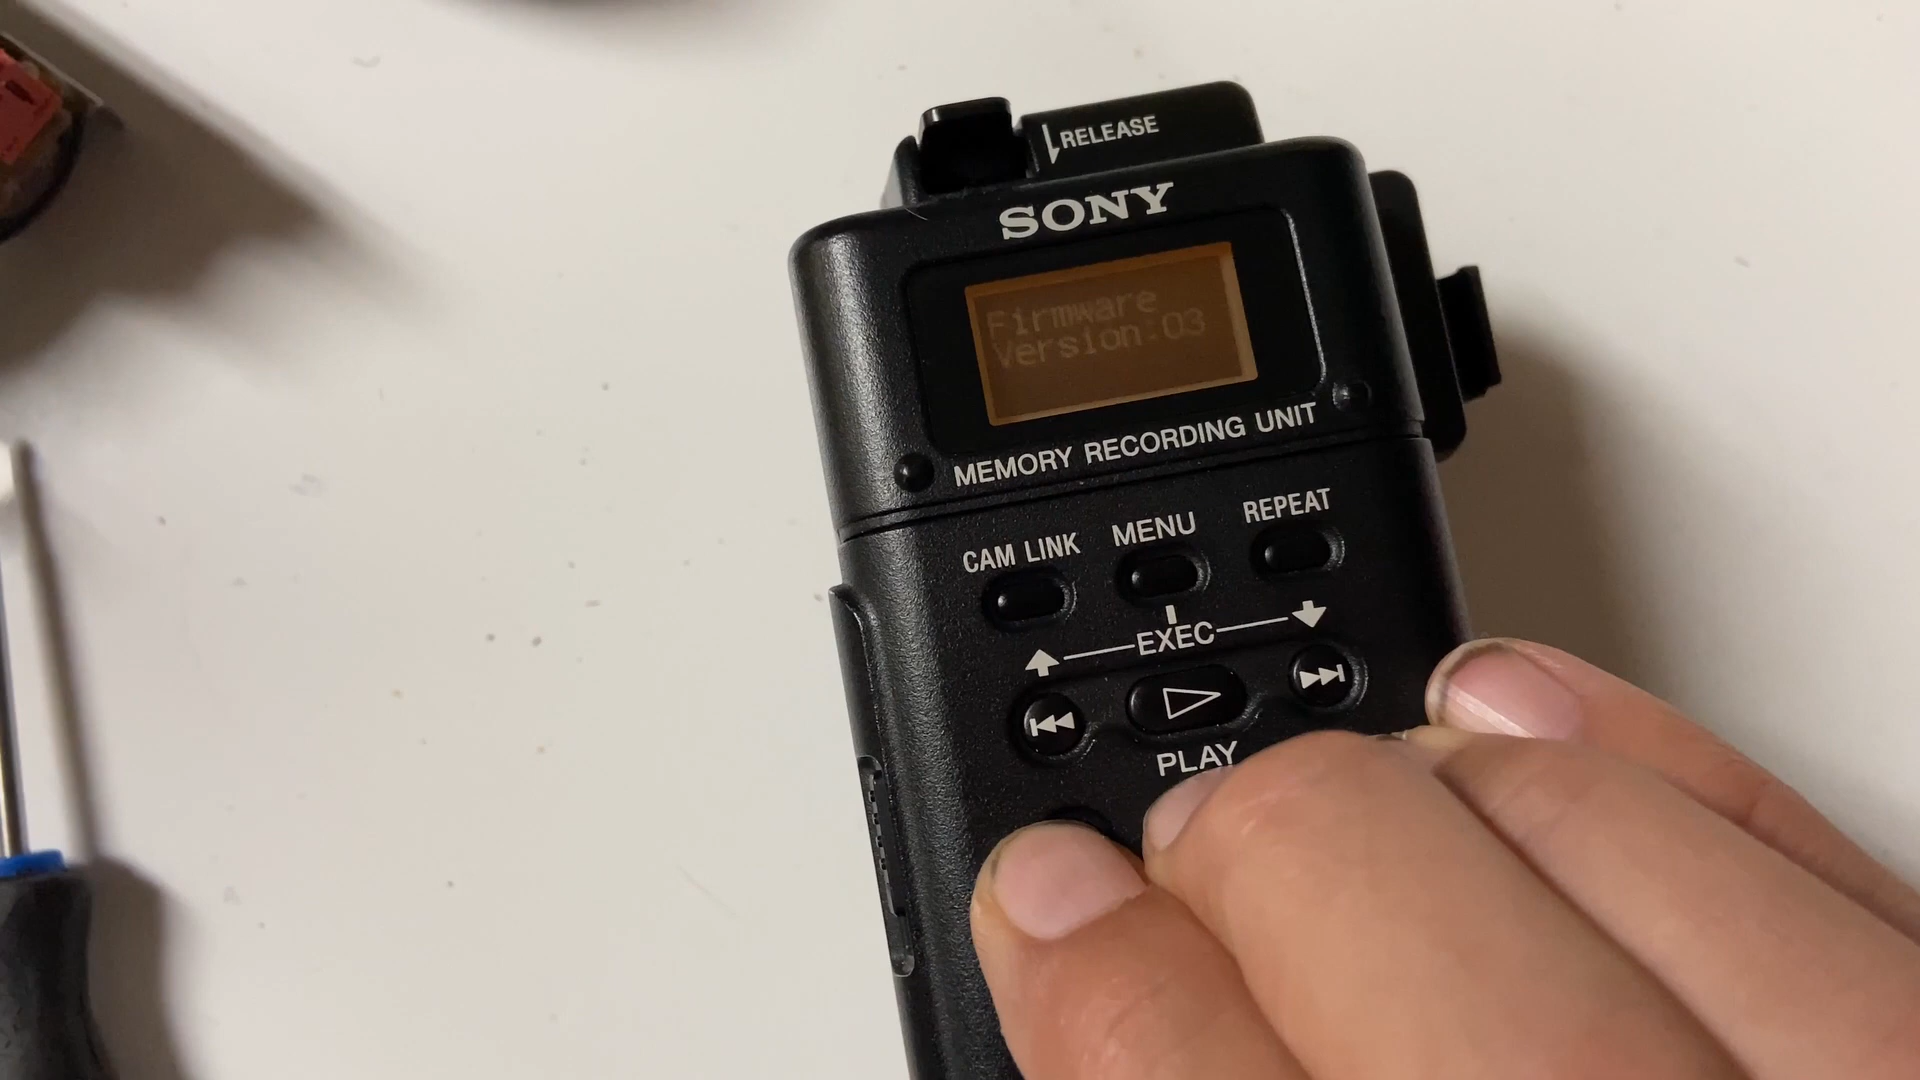 RELEASE
SONY
Firmware
Version:03
MEMORY RECORDING UNIT
CAM LINK MENU REPEAT
EXEC
PLAY